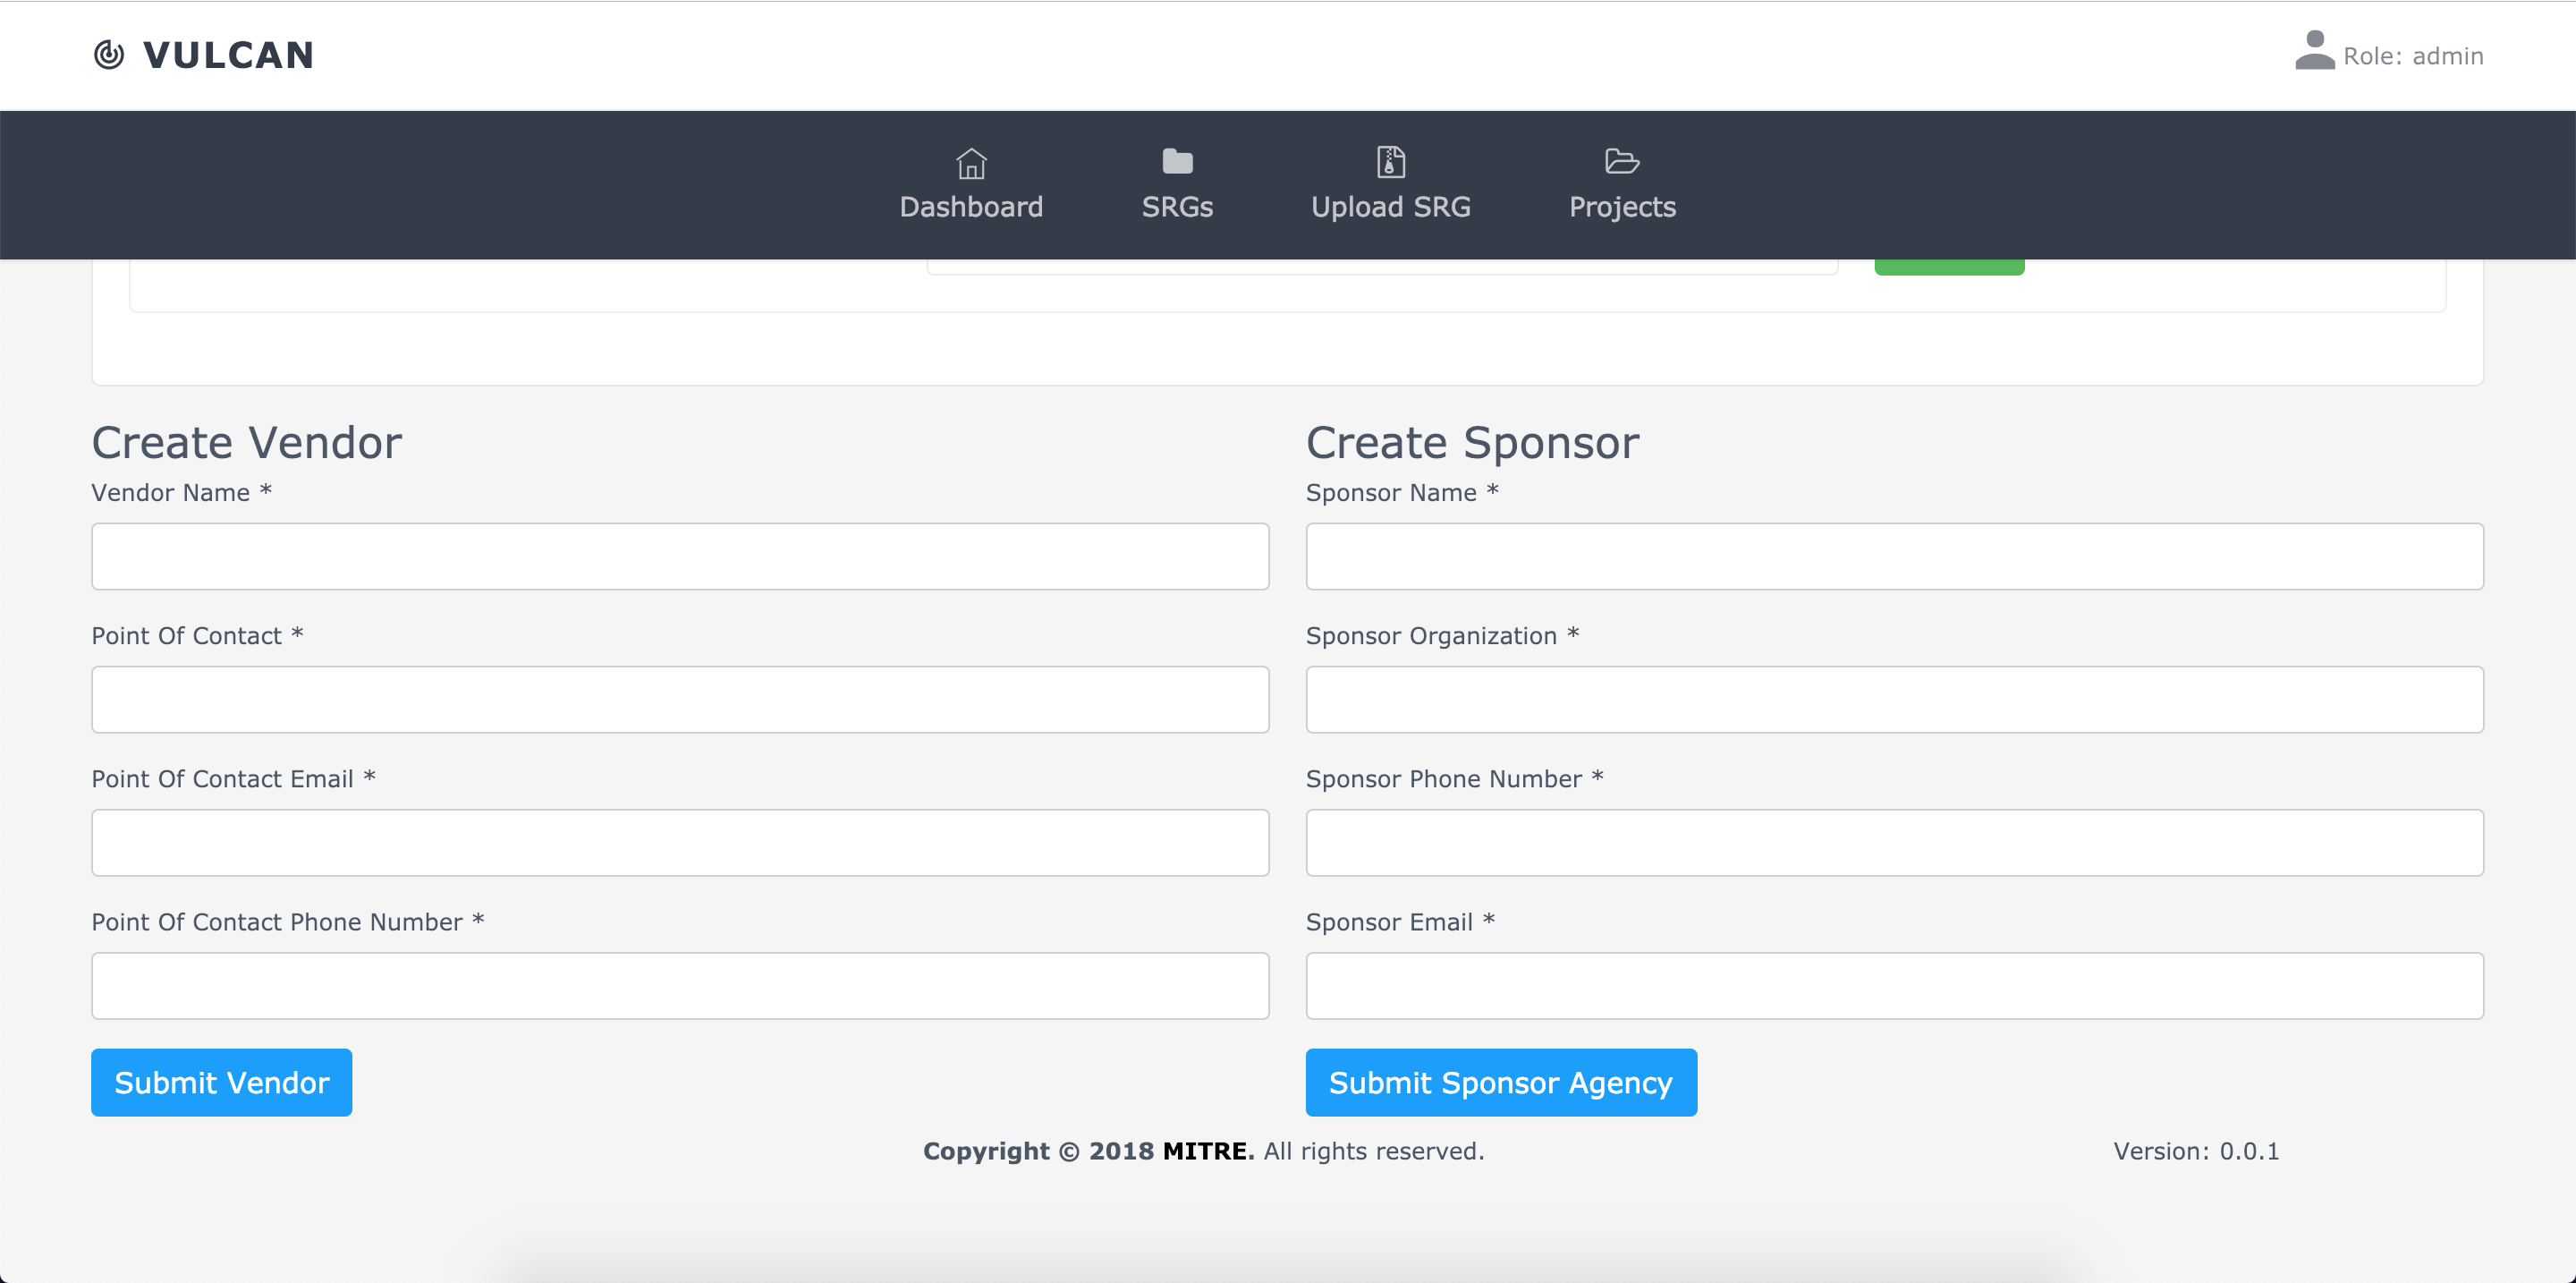 VULCAN
Role: admin
Dashboard
SRGs
Upload SRG
Projects
Create Vendor
Vendor Name *
Point Of Contact *
Point Of Contact Email *
Point Of Contact Phone Number *
Submit Vendor
Create Sponsor
Sponsor Name *
Sponsor Organization *
Sponsor Phone Number *
Sponsor Email *
Submit Sponsor Agency
Copyright © 2018 MITRE. All rights reserved.
Version: 0.0.1